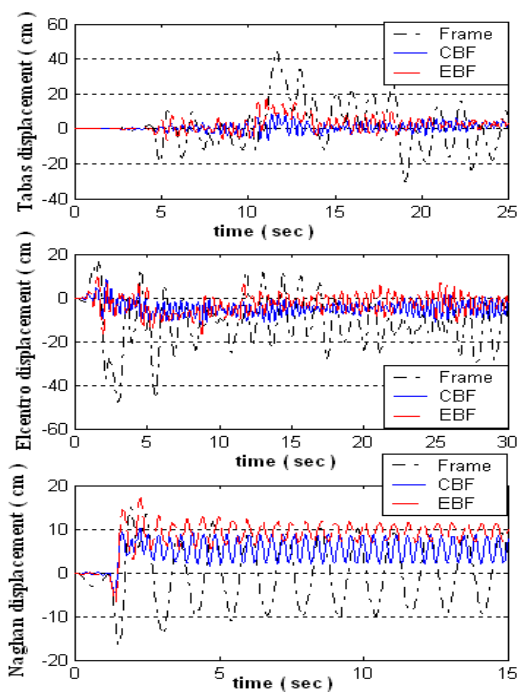 Tabas displacement ( cm )
60
40
20
0
-20
-40
Frame
CBF
EBF
0 5 10 15 20 25
time ( sec )
Elcentro displacement ( cm )
20
0
-20
-40
-60
Frame
CBF
EBF
0 5 10 15 20 25 30
time ( sec )
Naghan displacement ( cm )
20
10
0
-10
-20
Frame
CBF
EBF
0 5 10 15
time ( sec )